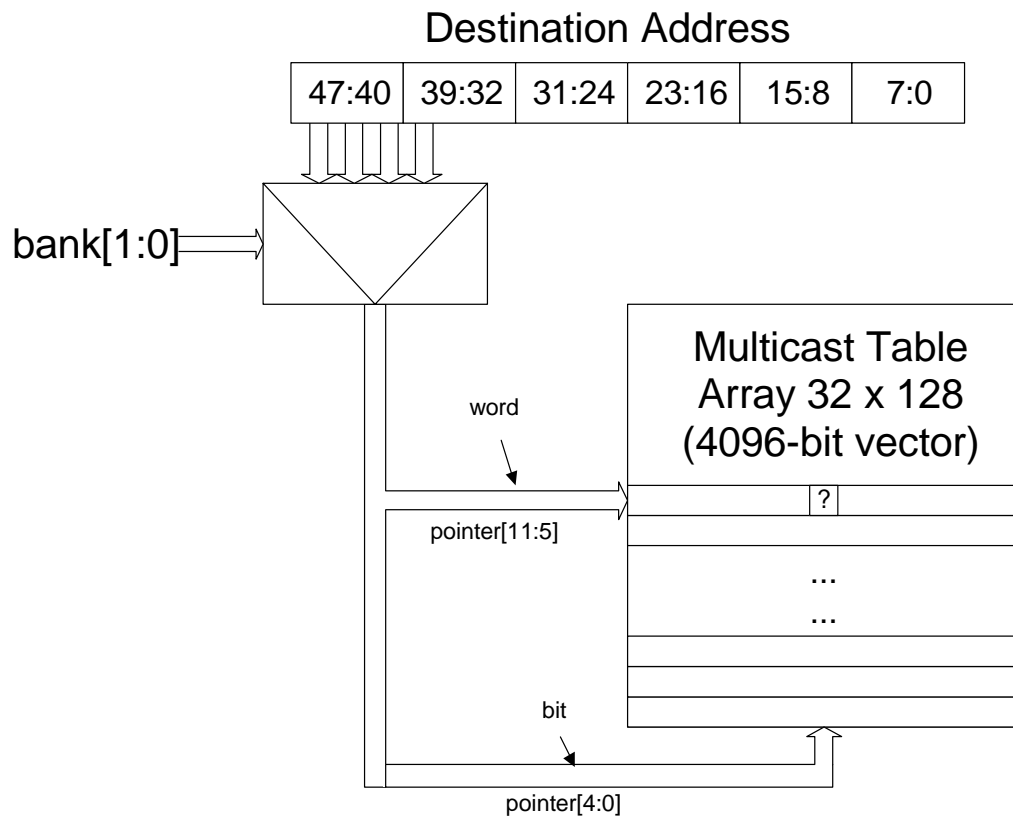 Destination Address
47:40 39:32 31:24 23:16 15:8 7:0
bank[1:0]
Multicast Table
Array 32 x 128
(4096-bit vector)
word
?
pointer[11:5]
...
...
bit
pointer[4:0]